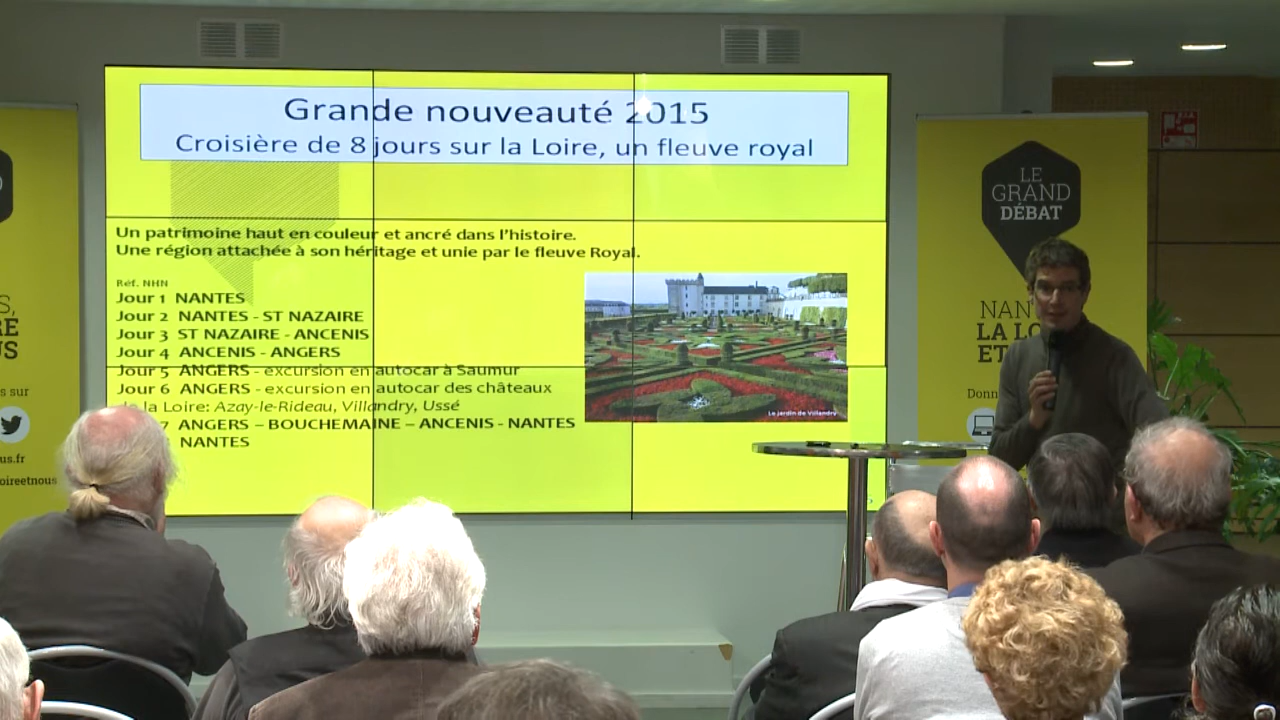 Grande nouveauté 2015
Croisière de 8 jours sur la Loire, un fleuve royal
Un patrimoine haut en couleur et ancré dans l'histoire.
Une région attachée à son héritage et unie par le fleuve Royal.
Réf. NHN
Jour 1 NANTES
Jour 2 NANTES - ST NAZAIRE
Jour 3 ST NAZAIRE - ANCENIS
Jour 4 ANCENIS - ANGERS
Jour 5 ANGERS - excursion en autocar à Saumur
Jour 6 ANGERS - excursion en autocar des châteaux
de la Loire: Azay-le-Rideau, Villandry, Ussé
7 ANGERS – BOUCHEMAINE – ANCENIS - NANTES
NANTES
Le jardin de Villandry
LE
GRAND
DÉBAT
NAN
LA LO
ET
Donn
S,
RE
US
s sur
us.fr
loireetnous